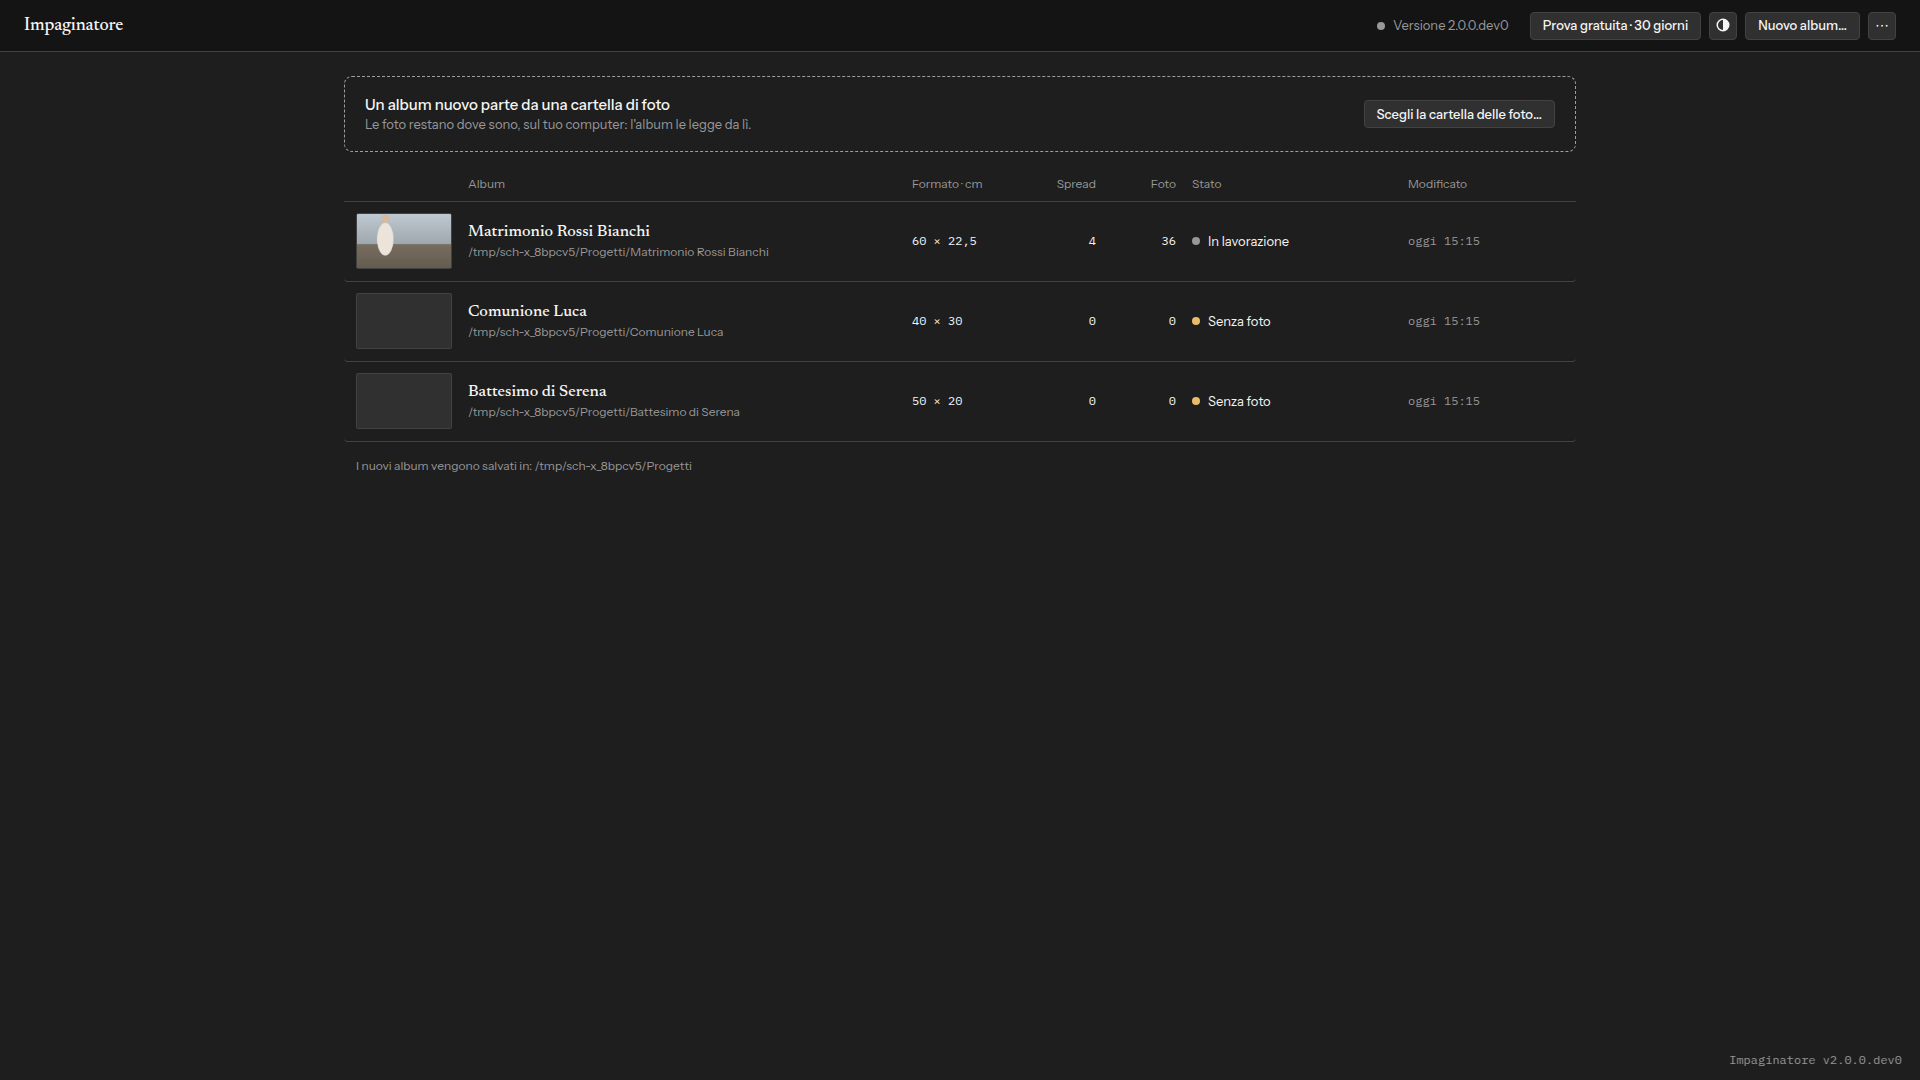 Impaginatore
Versione 2.0.0.dev0
Prova gratuita · 30 giorni
Nuovo album…
···
Un album nuovo parte da una cartella di foto
Le foto restano dove sono, sul tuo computer: l'album le legge da lì.
Scegli la cartella delle foto…
Album Formato · cm Spread Foto Stato Modificato
Matrimonio Rossi Bianchi
/tmp/sch-x_8bpcv5/Progetti/Matrimonio Rossi Bianchi
60 × 22,5 4 36 In lavorazione oggi 15:15
Comunione Luca
/tmp/sch-x_8bpcv5/Progetti/Comunione Luca
40 × 30 0 0 Senza foto oggi 15:15
Battesimo di Serena
/tmp/sch-x_8bpcv5/Progetti/Battesimo di Serena
50 × 20 0 0 Senza foto oggi 15:15
I nuovi album vengono salvati in: /tmp/sch-x_8bpcv5/Progetti
Impaginatore v2.0.0.dev0